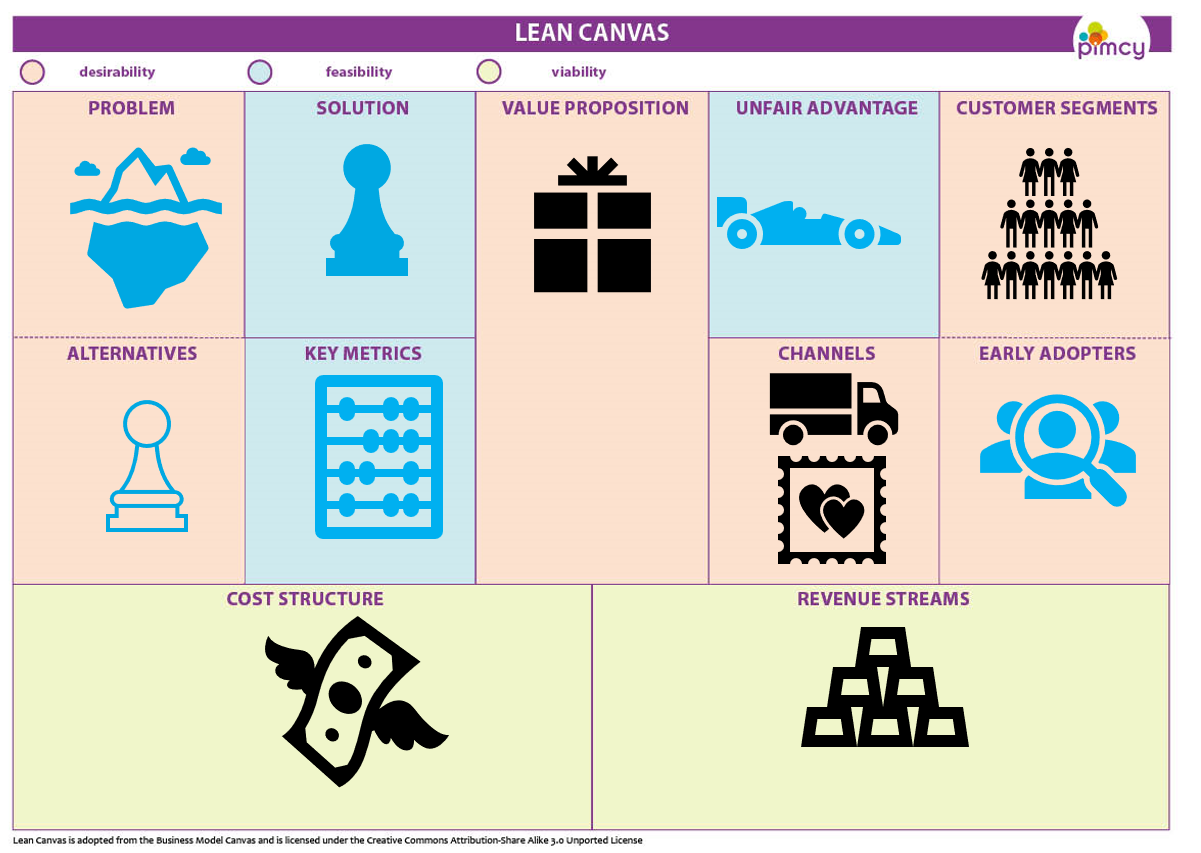 LEAN CANVAS
pimcy
desirability
feasibility
viability
PROBLEM
SOLUTION
VALUE PROPOSITION
UNFAIR ADVANTAGE
CUSTOMER SEGMENTS
ALTERNATIVES
KEY METRICS
CHANNELS
EARLY ADOPTERS
COST STRUCTURE
REVENUE STREAMS
Lean Canvas is adopted from the Business Model Canvas and is licensed under the Creative Commons Attribution-Share Alike 3.0 Unported License